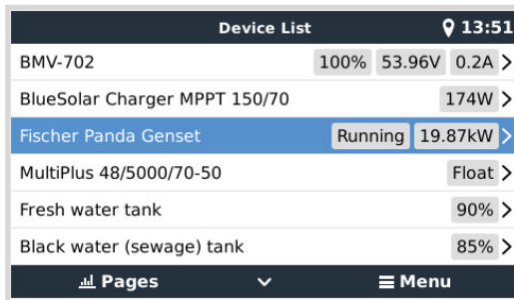 Device List 13:51
BMV-702 100% 53.96V 0.2A
BlueSolar Charger MPPT 150/70 174W
Fischer Panda Genset Running 19.87kW
MultiPlus 48/5000/70-50 Float
Fresh water tank 90%
Black water (sewage) tank 85%
Pages Menu